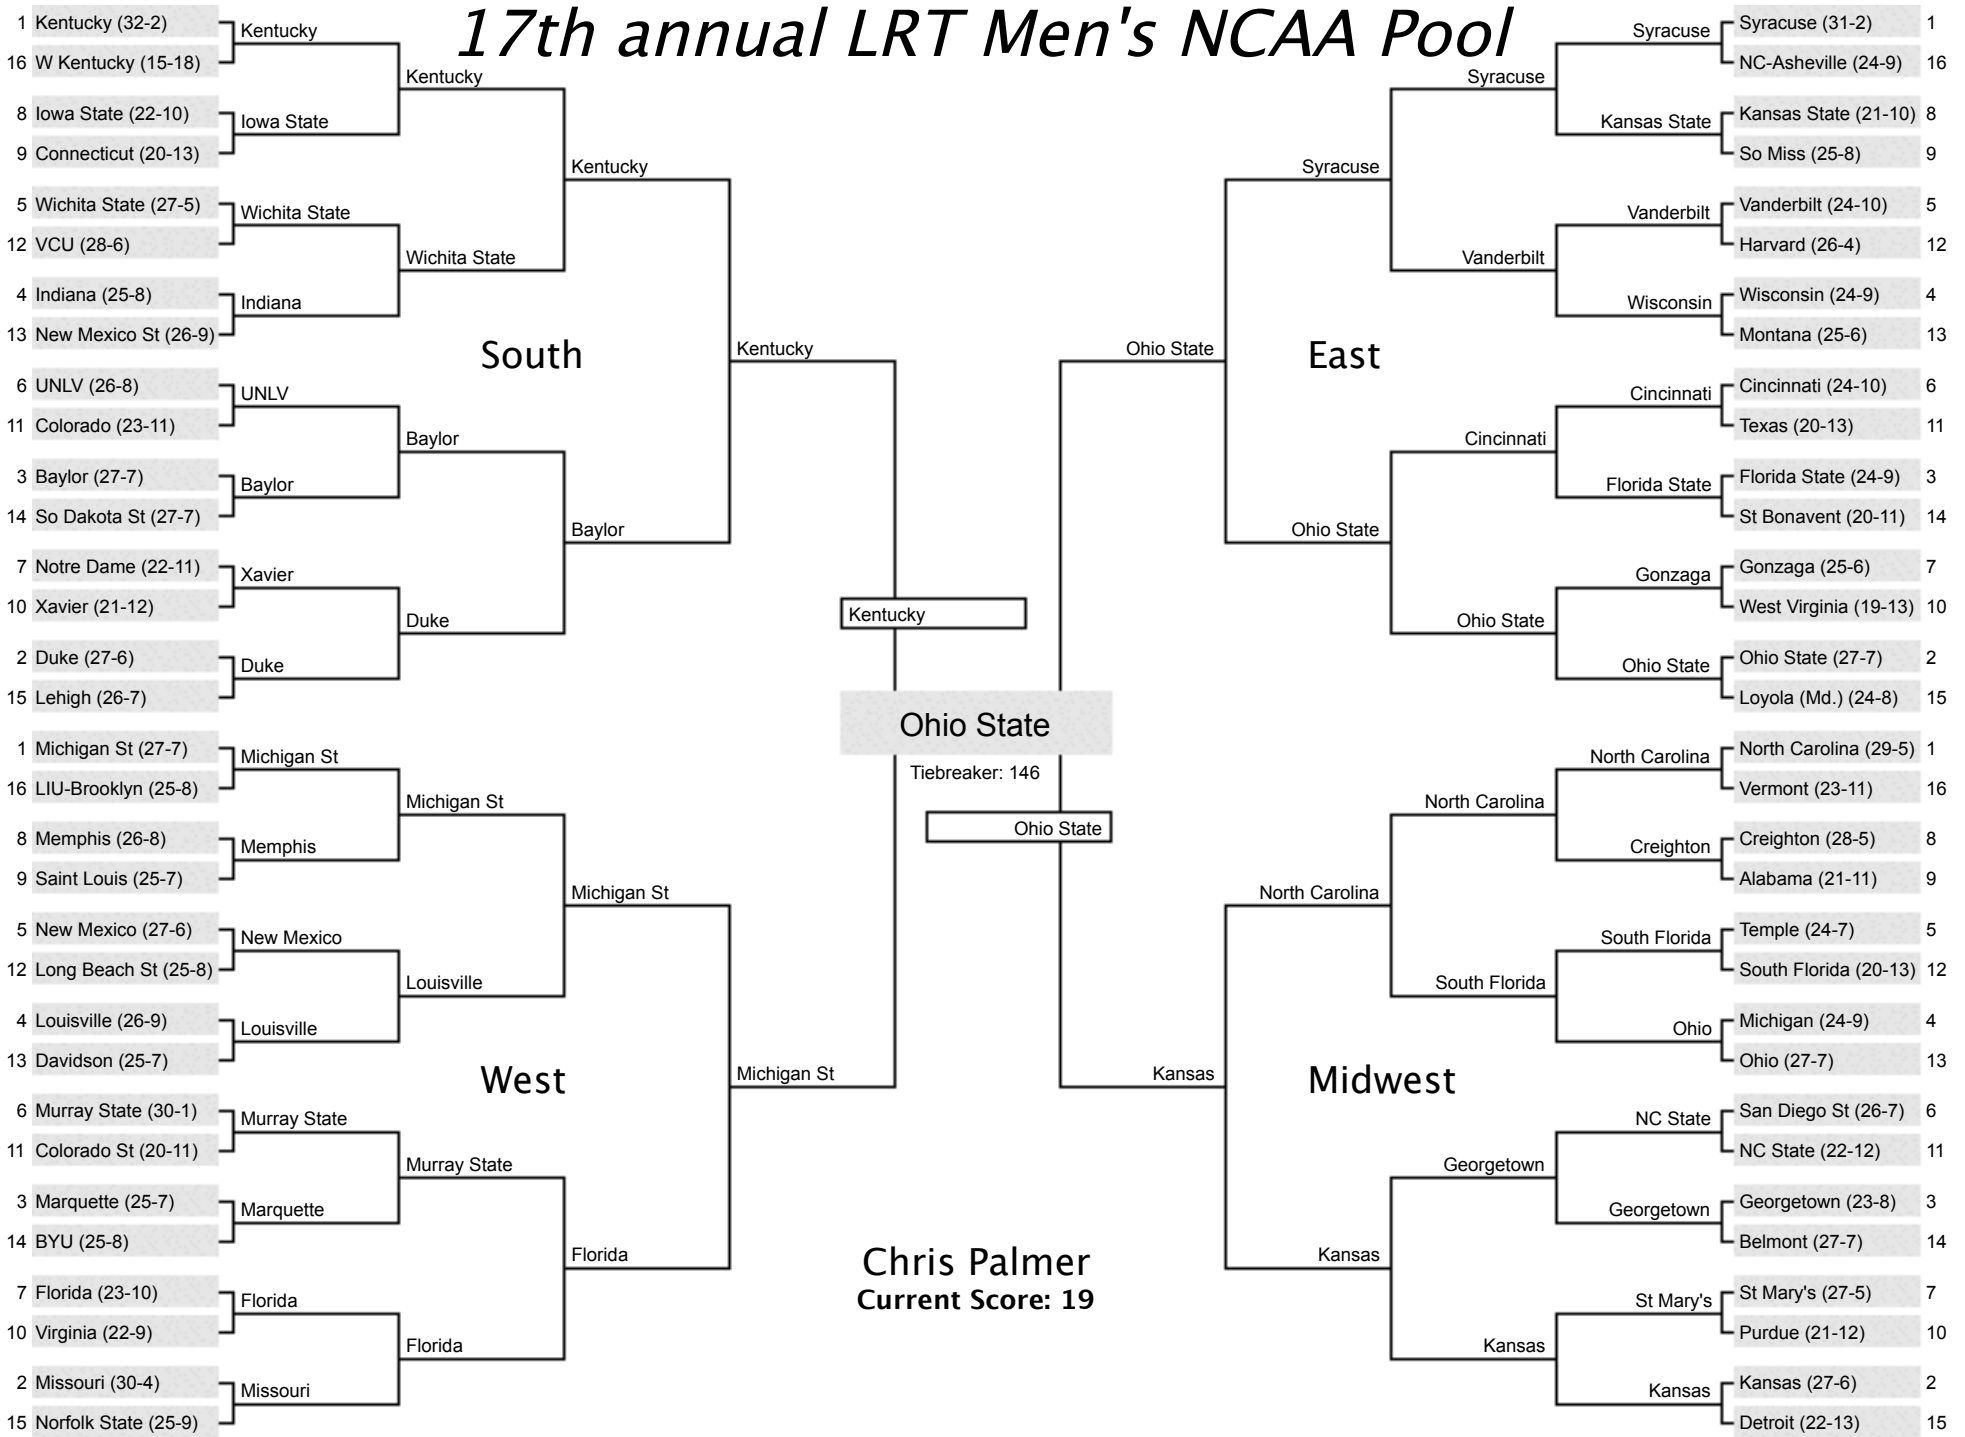 17th annual LRT Men's NCAA Pool
1 Kentucky (32-2)
16 W Kentucky (15-18)
8 Iowa State (22-10)
9 Connecticut (20-13)
5 Wichita State (27-5)
12 VCU (28-6)
4 Indiana (25-8)
13 New Mexico St (26-9)
6 UNLV (26-8)
11 Colorado (23-11)
3 Baylor (27-7)
14 So Dakota St (27-7)
7 Notre Dame (22-11)
10 Xavier (21-12)
2 Duke (27-6)
15 Lehigh (26-7)
Kentucky
Iowa State
Wichita State
Indiana
UNLV
Baylor
Xavier
Duke
Kentucky
Wichita State
Baylor
Duke
Kentucky
Baylor
South
Kentucky
1 Michigan St (27-7)
16 LIU-Brooklyn (25-8)
8 Memphis (26-8)
9 Saint Louis (25-7)
5 New Mexico (27-6)
12 Long Beach St (25-8)
4 Louisville (26-9)
13 Davidson (25-7)
6 Murray State (30-1)
11 Colorado St (20-11)
3 Marquette (25-7)
14 BYU (25-8)
7 Florida (23-10)
10 Virginia (22-9)
2 Missouri (30-4)
15 Norfolk State (25-9)
Michigan St
Memphis
New Mexico
Louisville
Murray State
Marquette
Florida
Missouri
Michigan St
Louisville
Murray State
Florida
Michigan St
Florida
West
Michigan St
Kentucky
Ohio State
Tiebreaker: 146
Ohio State
Chris Palmer
Current Score: 19
Syracuse (31-2) 1
NC-Asheville (24-9) 16
Kansas State (21-10) 8
So Miss (25-8) 9
Vanderbilt (24-10) 5
Harvard (26-4) 12
Wisconsin (24-9) 4
Montana (25-6) 13
Cincinnati (24-10) 6
Texas (20-13) 11
Florida State (24-9) 3
St Bonavent (20-11) 14
Gonzaga (25-6) 7
West Virginia (19-13) 10
Ohio State (27-7) 2
Loyola (Md.) (24-8) 15
Syracuse
Kansas State
Vanderbilt
Wisconsin
Cincinnati
Florida State
Gonzaga
Ohio State
Syracuse
Vanderbilt
Cincinnati
Ohio State
Syracuse
Ohio State
East
Ohio State
North Carolina (29-5) 1
Vermont (23-11) 16
Creighton (28-5) 8
Alabama (21-11) 9
Temple (24-7) 5
South Florida (20-13) 12
Michigan (24-9) 4
Ohio (27-7) 13
San Diego St (26-7) 6
NC State (22-12) 11
Georgetown (23-8) 3
Belmont (27-7) 14
St Mary's (27-5) 7
Purdue (21-12) 10
Kansas (27-6) 2
Detroit (22-13) 15
North Carolina
Creighton
South Florida
Ohio
NC State
Georgetown
St Mary's
Kansas
North Carolina
South Florida
Georgetown
Kansas
North Carolina
Kansas
Midwest
Kansas